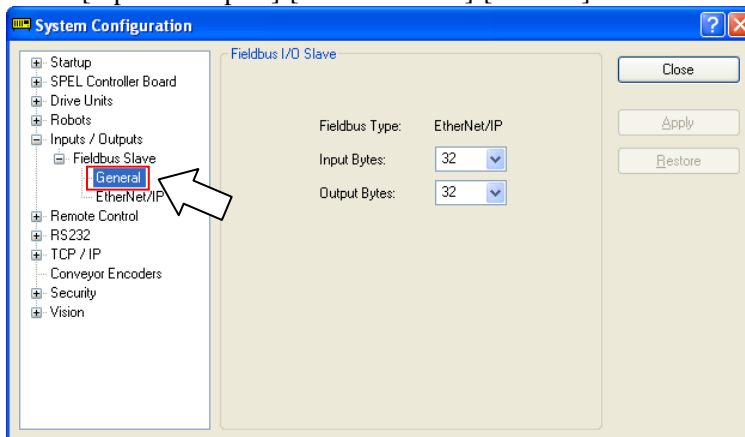 System Configuration
Startup
SPEL Controller Board
Drive Units
Robots
Inputs / Outputs
Fieldbus Slave
General
EtherNet/IP
Remote Control
RS232
TCP / IP
Conveyor Encoders
Security
Vision
Fieldbus I/O Slave
Fieldbus Type: EtherNet/IP
Input Bytes: 32
Output Bytes: 32
Close
Apply
Restore